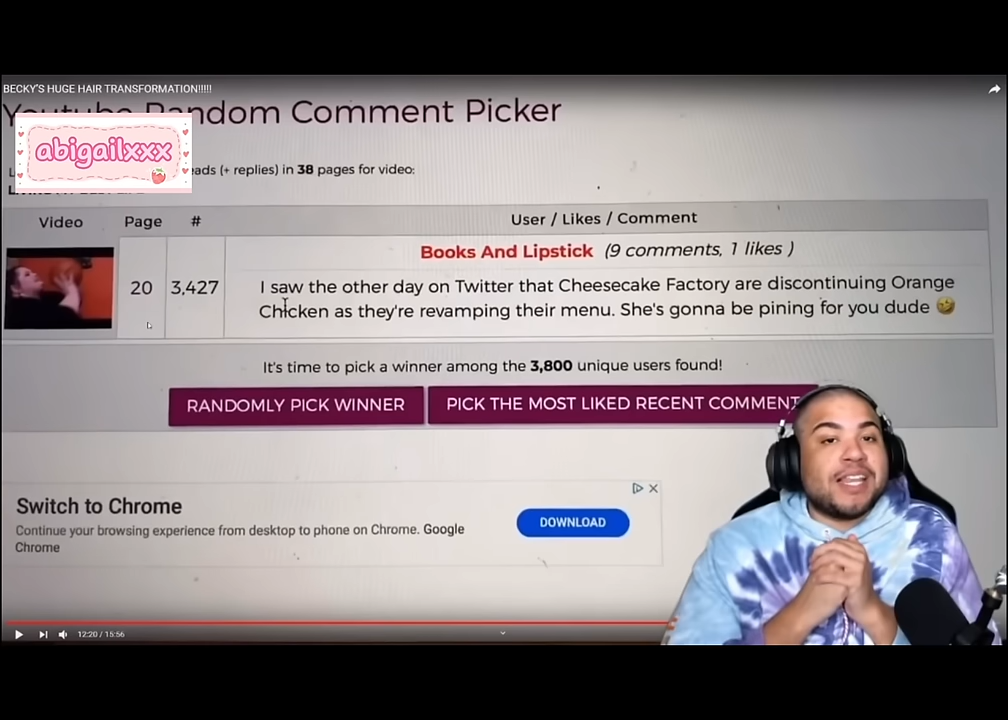 BECKY'S HUGE HAIR TRANSFORMATION!!!!!
Random Comment Picker
abigailxxx
(+ replies) in 38 pages for video:
Video Page # User / Likes / Comment
Books And Lipstick (9 comments, 1 likes )
20 3,427 I saw the other day on Twitter that Cheesecake Factory are discontinuing Orange
Chicken as they're revamping their menu. She's gonna be pining for you dude 🤣
It's time to pick a winner among the 3,800 unique users found!
RANDOMLY PICK WINNER PICK THE MOST LIKED RECENT COMMENT
Switch to Chrome
Continue your browsing experience from desktop to phone on Chrome. Google
Chrome
DOWNLOAD
12:20 / 15:56